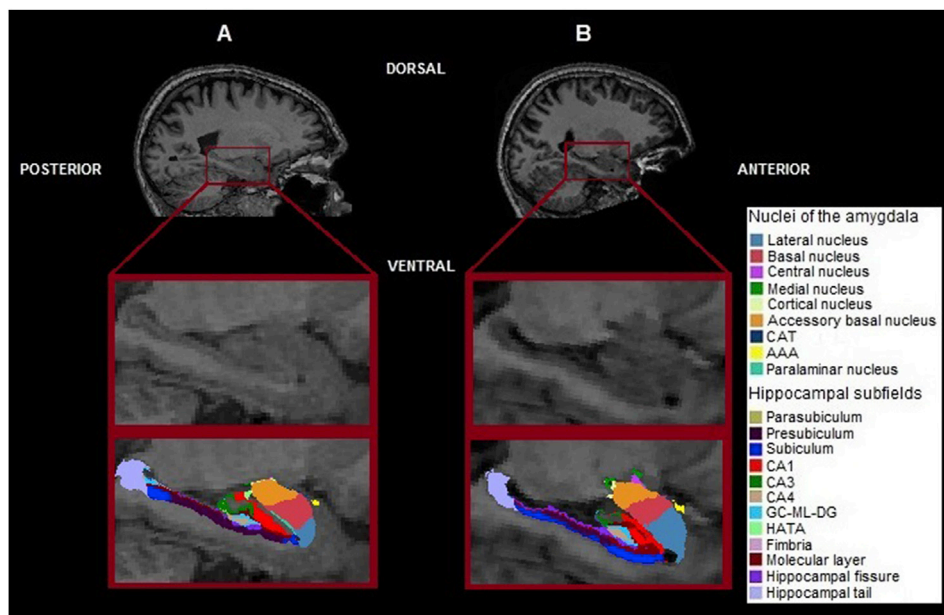 A
B
DORSAL
POSTERIOR
ANTERIOR
VENTRAL
Nuclei of the amygdala
Lateral nucleus
Basal nucleus
Central nucleus
Medial nucleus
Cortical nucleus
Accessory basal nucleus
CAT
AAA
Paralaminar nucleus
Hippocampal subfields
Parasubiculum
Presubiculum
Subiculum
CA1
CA3
CA4
GC-ML-DG
HATA
Fimbria
Molecular layer
Hippocampal fissure
Hippocampal tail